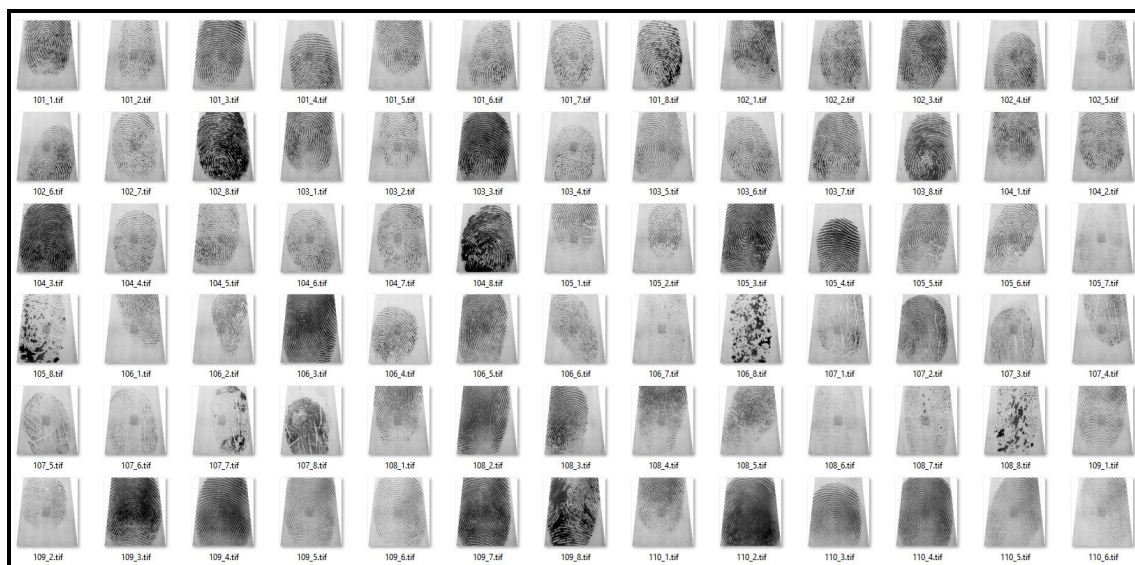 101_1.tif 101_2.tif 101_3.tif 101_4.tif 101_5.tif 101_6.tif 101_7.tif 101_8.tif 102_1.tif 102_2.tif 102_3.tif 102_4.tif 102_5.tif
102_6.tif 102_7.tif 102_8.tif 103_1.tif 103_2.tif 103_3.tif 103_4.tif 103_5.tif 103_6.tif 103_7.tif 103_8.tif 104_1.tif 104_2.tif
104_3.tif 104_4.tif 104_5.tif 104_6.tif 104_7.tif 104_8.tif 105_1.tif 105_2.tif 105_3.tif 105_4.tif 105_5.tif 105_6.tif 105_7.tif
105_8.tif 106_1.tif 106_2.tif 106_3.tif 106_4.tif 106_5.tif 106_6.tif 106_7.tif 106_8.tif 107_1.tif 107_2.tif 107_3.tif 107_4.tif
107_5.tif 107_6.tif 107_7.tif 107_8.tif 108_1.tif 108_2.tif 108_3.tif 108_4.tif 108_5.tif 108_6.tif 108_7.tif 108_8.tif 109_1.tif
109_2.tif 109_3.tif 109_4.tif 109_5.tif 109_6.tif 109_7.tif 109_8.tif 110_1.tif 110_2.tif 110_3.tif 110_4.tif 110_5.tif 110_6.tif